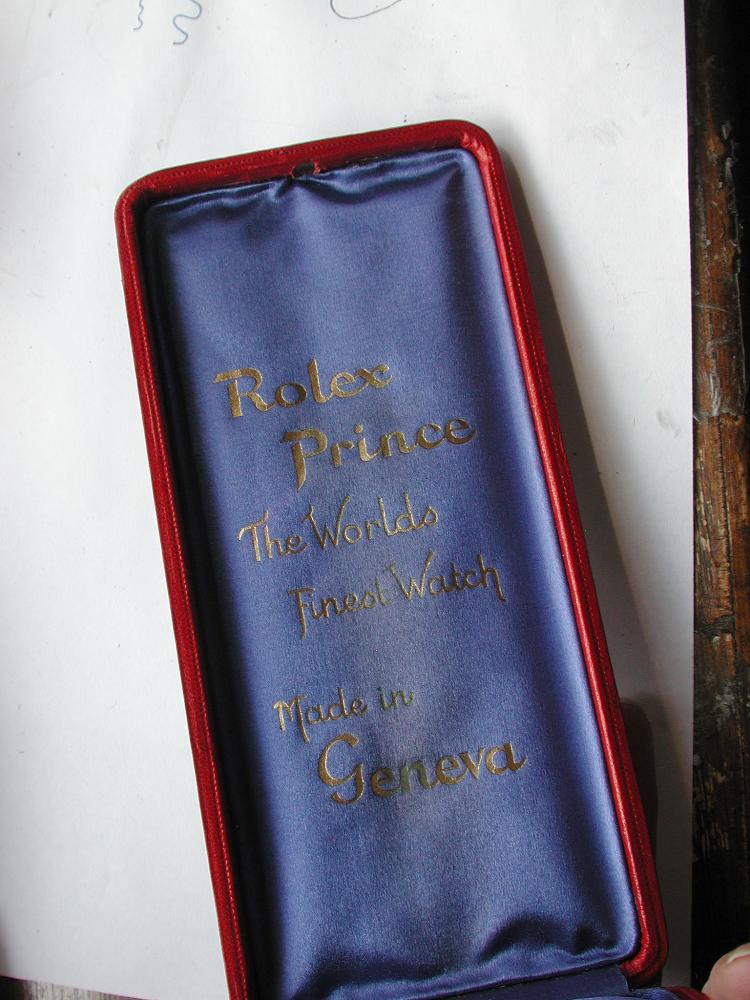 Rolex
Prince
The Worlds
Finest Watch
Made in
Geneva